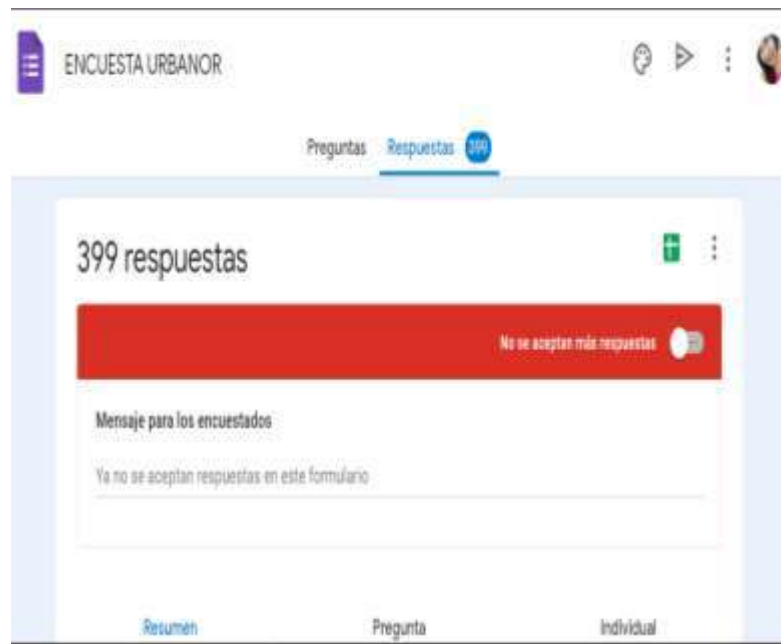 ENCUESTA URBANOR
Preguntas Respuestas 399
399 respuestas
No se aceptan más respuestas
Mensaje para los encuestados
Ya no se aceptan respuestas en este formulario
Resumen Pregunta Individual